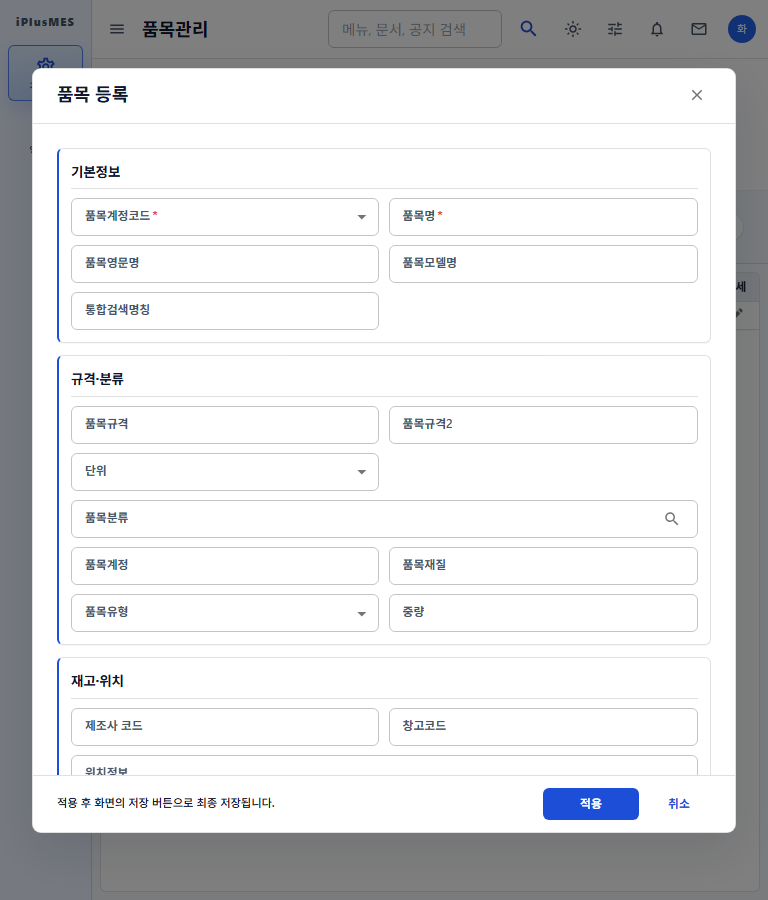 iPlusMES
품목관리
메뉴, 문서, 공지 검색
화
품목 등록
기본정보
품목계정코드 *
품목명 *
품목영문명
품목모델명
통합검색명칭
세
규격·분류
품목규격
품목규격2
단위
품목분류
품목계정
품목재질
품목유형
중량
재고·위치
제조사 코드
창고코드
위치정보
적용 후 화면의 저장 버튼으로 최종 저장됩니다.
적용
취소